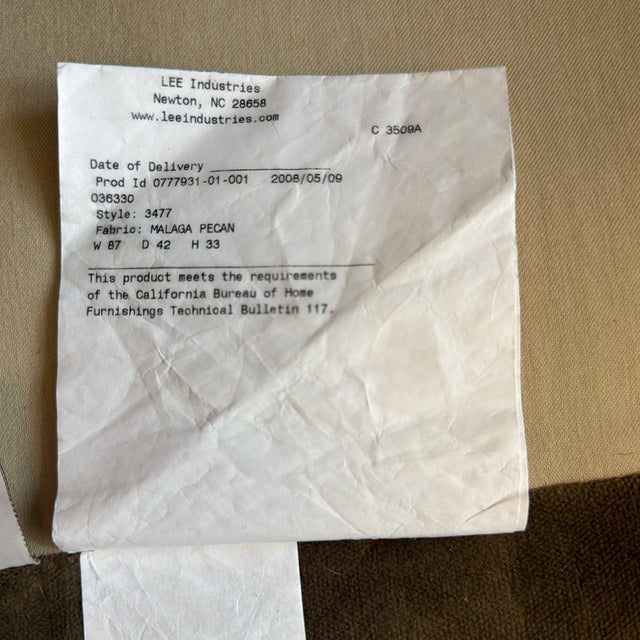 LEE Industries
Newton, NC 28658
www.leeindustries.com
C 3509A
Date of Delivery
Prod Id 0777931-01-001 2008/05/09
036330
Style: 3477
Fabric: MALAGA PECAN
W 87 D 42 H 33
This product meets the requirements
of the California Bureau of Home
Furnishings Technical Bulletin 117.